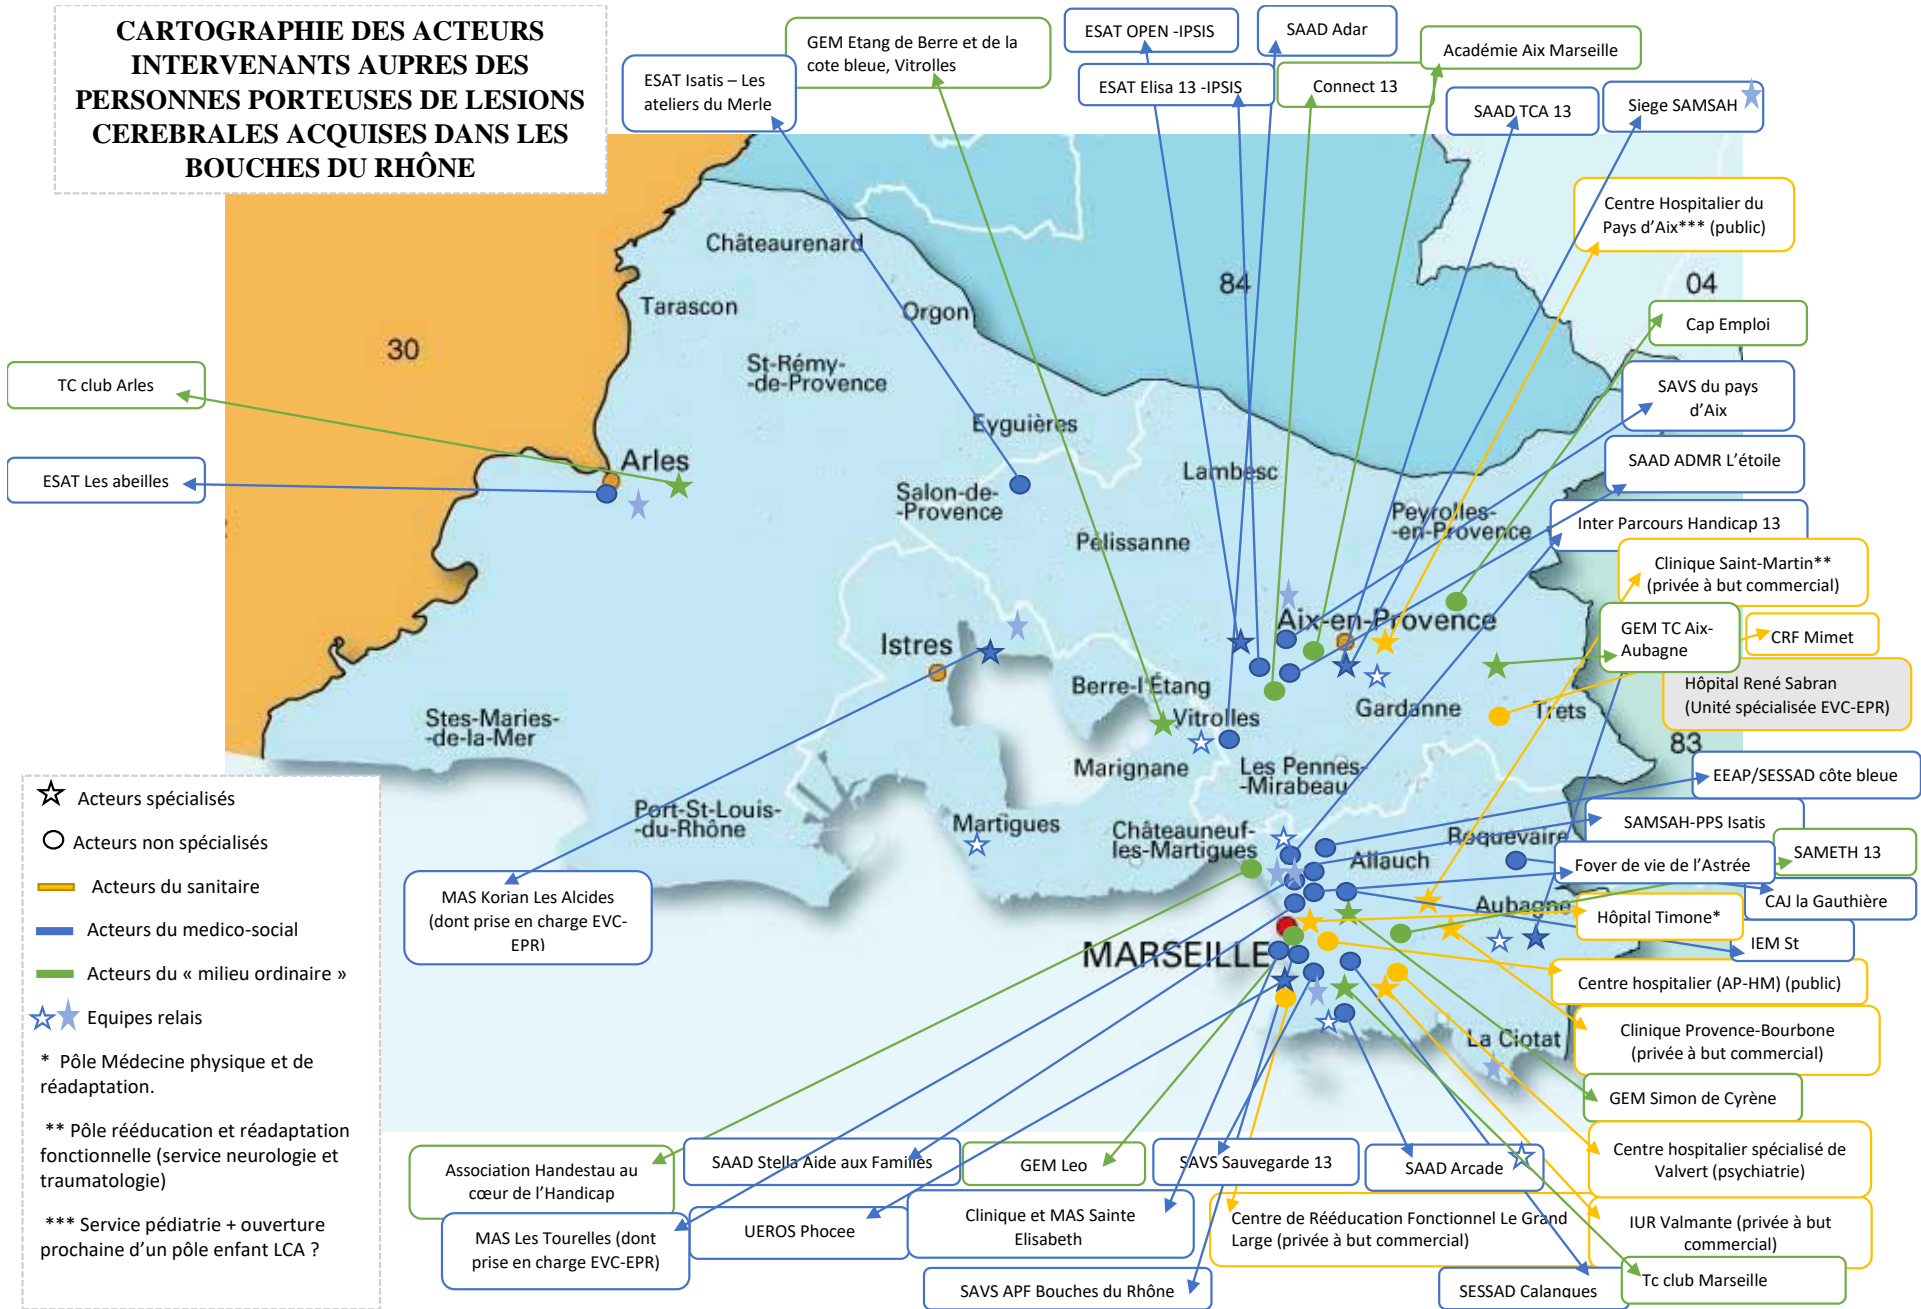 CARTOGRAPHIE DES ACTEURS
INTERVENANTS AUPRES DES
PERSONNES PORTEUSES DE LESIONS
CEREBRALES ACQUISES DANS LES
BOUCHES DU RHÔNE
ESAT Isatis – Les
ateliers du Merle
GEM Etang de Berre et de la
cote bleue, Vitrolles
ESAT OPEN -IPSIS
SAAD Adar
ESAT Elisa 13 -IPSIS
Connect 13
Académie Aix Marseille
SAAD TCA 13
Siege SAMSAH
Centre Hospitalier du
Pays d'Aix*** (public)
Cap Emploi
SAVS du pays
d'Aix
SAAD ADMR L'étoile
Inter Parcours Handicap 13
Clinique Saint-Martin**
(privée à but commercial)
GEM TC Aix-
Aubagne
CRF Mimet
Hôpital René Sabran
(Unité spécialisée EVC-EPR)
EEAP/SESSAD côte bleue
SAMSAH-PPS Isatis
SAMETH 13
Foyer de vie de l'Astrée
CAJ la Gauthière
Hôpital Timone*
IEM St
Centre hospitalier (AP-HM) (public)
Clinique Provence-Bourbone
(privée à but commercial)
GEM Simon de Cyrène
Centre hospitalier spécialisé de
Valvert (psychiatrie)
IUR Valmante (privée à but
commercial)
Tc club Marseille
SESSAD Calanques
SAAD Arcade
SAVS Sauvegarde 13
Centre de Rééducation Fonctionnel Le Grand
Large (privée à but commercial)
GEM Leo
Clinique et MAS Sainte
Elisabeth
SAVS APF Bouches du Rhône
SAAD Stella Aide aux Familles
UEROS Phocee
Association Handestau au
cœur de l'Handicap
MAS Les Tourelles (dont
prise en charge EVC-EPR)
MAS Korian Les Alcides
(dont prise en charge EVC-
EPR)
TC club Arles
ESAT Les abeilles
30
84
04
83
Châteaurenard
Tarascon
Orgon
St-Rémy-
-de-Provence
Eyguières
Arles
Salon-de-
-Provence
Lambesc
Pélissanne
Peyrolles-
-en-Provence
Istres
Aix-en-Provence
Berre-l'Étang
Vitrolles
Gardanne
Trets
Stes-Maries-
-de-la-Mer
Marignane
Les Pennes-
-Mirabeau
Port-St-Louis-
-du-Rhône
Martigues
Châteauneuf-
-les-Martigues
Allauch
Roquevaire
Aubagne
MARSEILLE
La Ciotat
Acteurs spécialisés
Acteurs non spécialisés
Acteurs du sanitaire
Acteurs du medico-social
Acteurs du « milieu ordinaire »
Equipes relais
* Pôle Médecine physique et de
réadaptation.
** Pôle rééducation et réadaptation
fonctionnelle (service neurologie et
traumatologie)
*** Service pédiatrie + ouverture
prochaine d'un pôle enfant LCA ?